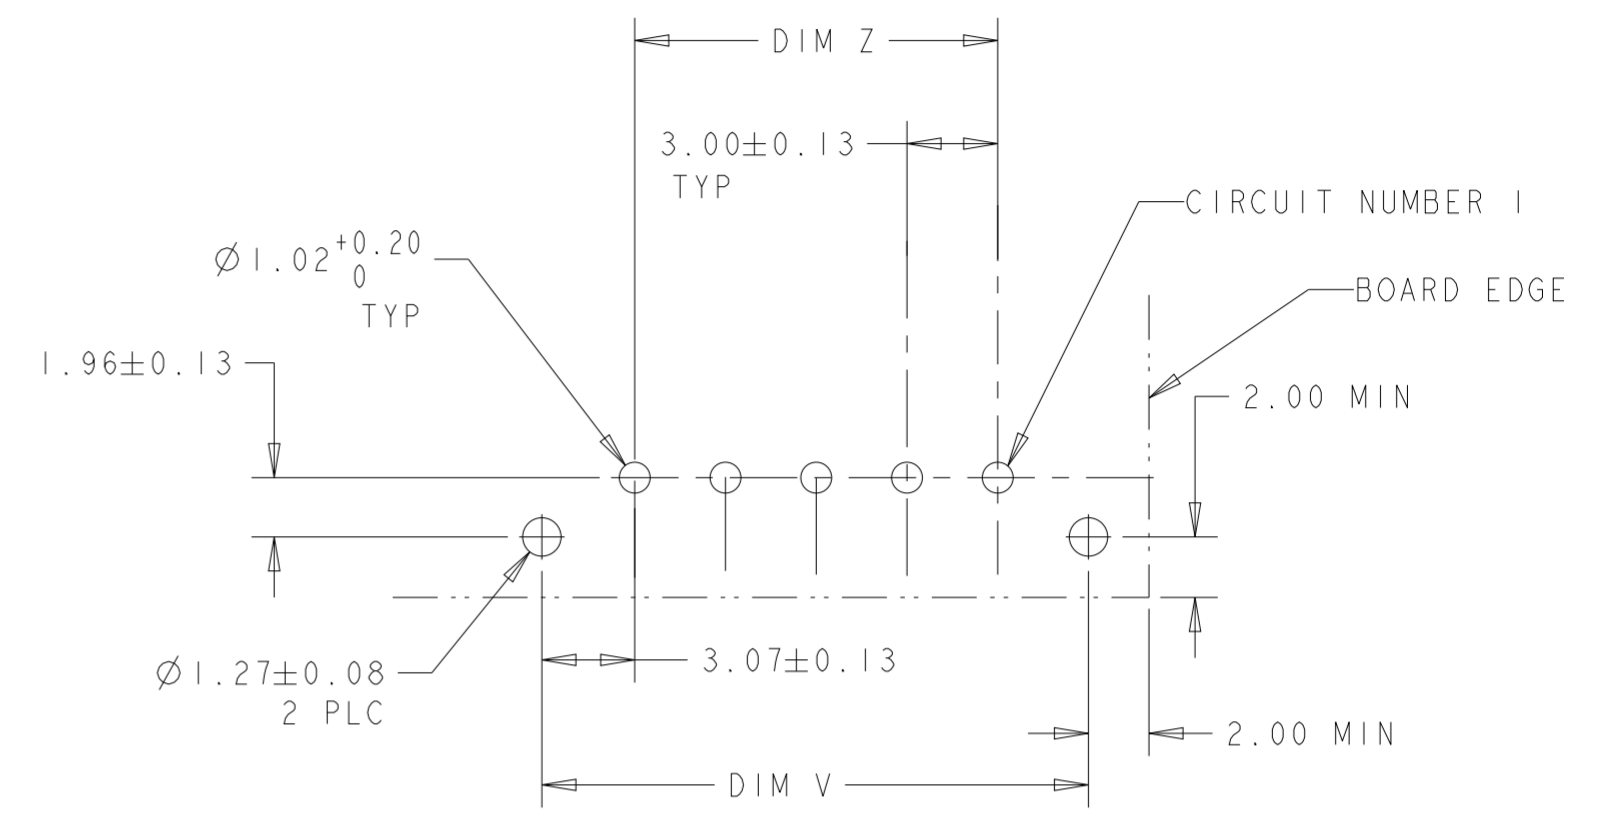 DIM Z
3.00±0.13
TYP
CIRCUIT NUMBER 1
Ø1.02 +0.20
0
TYP
BOARD EDGE
1.96±0.13
2.00 MIN
3.07±0.13
Ø1.27±0.08
2 PLC
2.00 MIN
DIM V